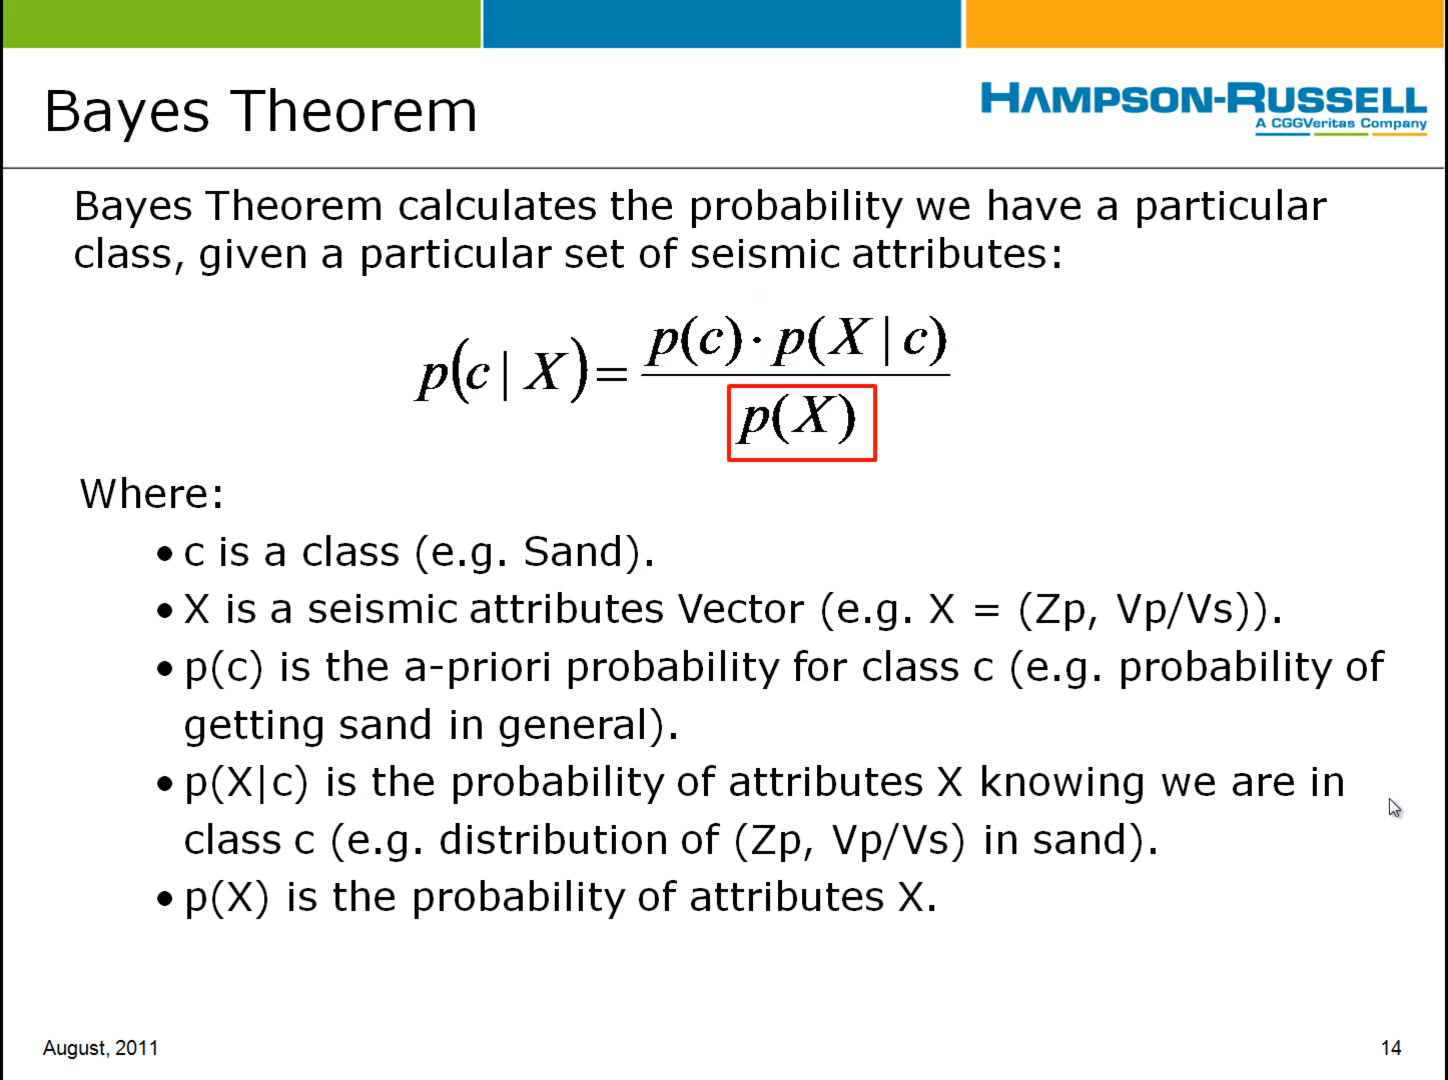 Bayes Theorem
HAMPSON-RUSSELL
A CGGVeritas Company
Bayes Theorem calculates the probability we have a particular
class, given a particular set of seismic attributes:
p(c | X) = p(c) · p(X | c) / p(X)
Where:
• c is a class (e.g. Sand).
• X is a seismic attributes Vector (e.g. X = (Zp, Vp/Vs)).
• p(c) is the a-priori probability for class c (e.g. probability of
getting sand in general).
• p(X|c) is the probability of attributes X knowing we are in
class c (e.g. distribution of (Zp, Vp/Vs) in sand).
• p(X) is the probability of attributes X.
August, 2011
14